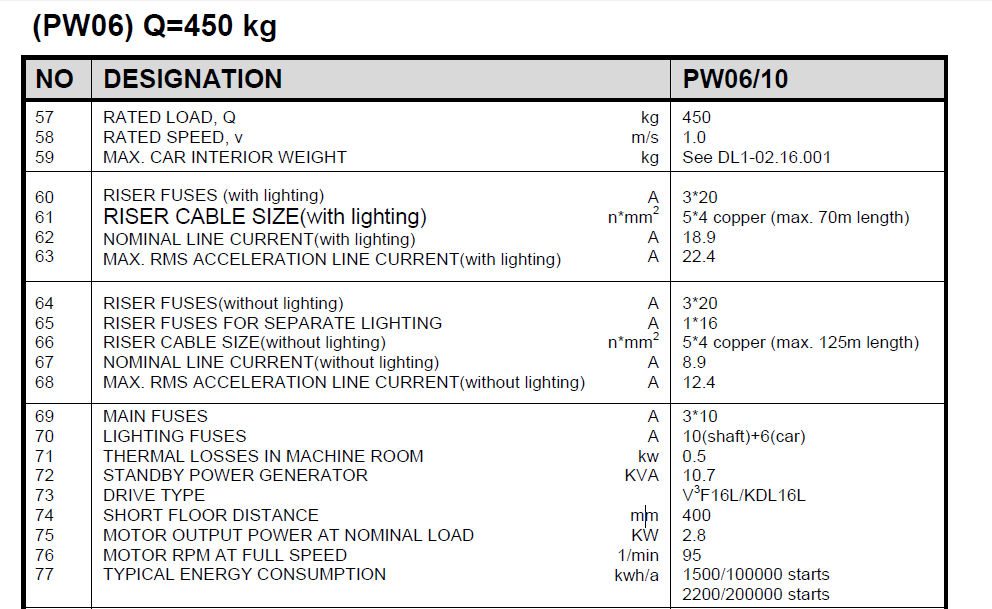 (PW06) Q=450 kg
NO DESIGNATION PW06/10
57 RATED LOAD, Q kg 450
58 RATED SPEED, v m/s 1.0
59 MAX. CAR INTERIOR WEIGHT kg See DL1-02.16.001
60 RISER FUSES (with lighting) A 3*20
61 RISER CABLE SIZE(with lighting) n*mm² 5*4 copper (max. 70m length)
62 NOMINAL LINE CURRENT(with lighting) A 18.9
63 MAX. RMS ACCELERATION LINE CURRENT(with lighting) A 22.4
64 RISER FUSES(without lighting) A 3*20
65 RISER FUSES FOR SEPARATE LIGHTING A 1*16
66 RISER CABLE SIZE(without lighting) n*mm² 5*4 copper (max. 125m length)
67 NOMINAL LINE CURRENT(without lighting) A 8.9
68 MAX. RMS ACCELERATION LINE CURRENT(without lighting) A 12.4
69 MAIN FUSES A 3*10
70 LIGHTING FUSES A 10(shaft)+6(car)
71 THERMAL LOSSES IN MACHINE ROOM kw 0.5
72 STANDBY POWER GENERATOR KVA 10.7
73 DRIVE TYPE V³F16L/KDL16L
74 SHORT FLOOR DISTANCE mm 400
75 MOTOR OUTPUT POWER AT NOMINAL LOAD KW 2.8
76 MOTOR RPM AT FULL SPEED 1/min 95
77 TYPICAL ENERGY CONSUMPTION kwh/a 1500/100000 starts
2200/200000 starts